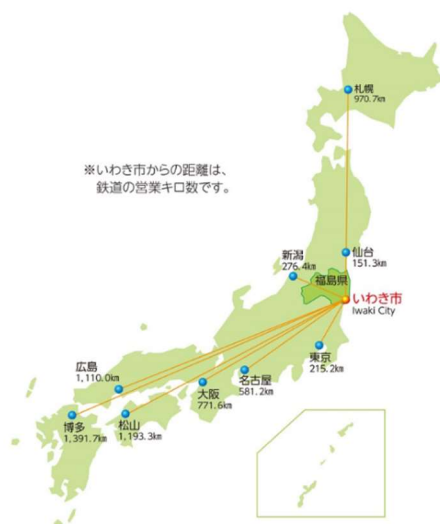 札幌
970.7㎞
※いわき市からの距離は、
鉄道の営業キロ数です。
仙台
151.3㎞
新潟
276.4㎞
福島県
いわき市
Iwaki City
東京
215.2㎞
広島
1,110.0㎞
名古屋
581.2㎞
大阪
771.6㎞
松山
1,193.3㎞
博多
1,391.7㎞